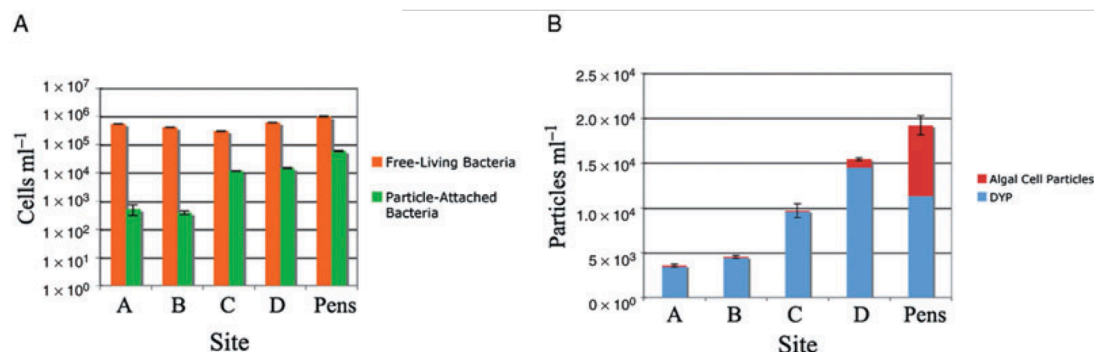 A
Cells ml⁻¹
1 × 10⁷
1 × 10⁶
1 × 10⁵
1 × 10⁴
1 × 10³
1 × 10²
1 × 10¹
1 × 10⁰
A B C D Pens
Site
Free-Living Bacteria
Particle-Attached
Bacteria
B
Particles ml⁻¹
2.5 × 10⁴
2.0 × 10⁴
1.5 × 10⁴
1.0 × 10⁴
5 × 10³
0 × 10⁰
A B C D Pens
Site
Algal Cell Particles
DYP